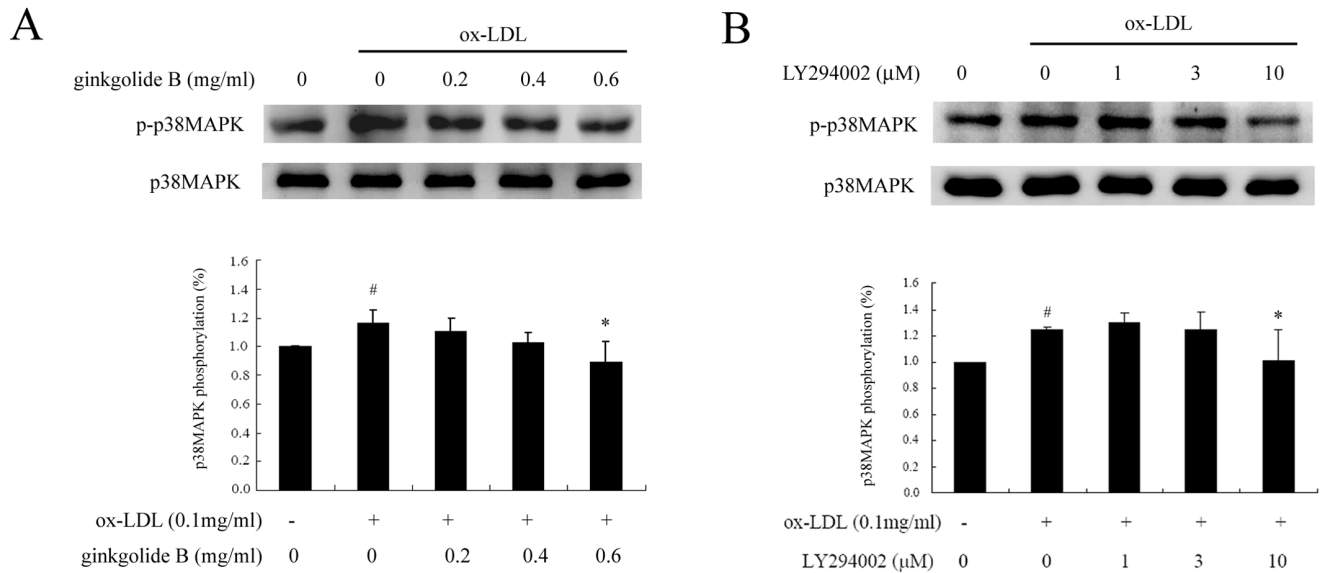 A
ox-LDL
ginkgolide B (mg/ml) 0 0 0.2 0.4 0.6
p-p38MAPK
p38MAPK
p38MAPK phosphorylation (%)
1.6
1.4
1.2
1.0
0.8
0.6
0.4
0.2
0.0
#
*
ox-LDL (0.1mg/ml) - + + + +
ginkgolide B (mg/ml) 0 0 0.2 0.4 0.6
B
ox-LDL
LY294002 (μM) 0 0 1 3 10
p-p38MAPK
p38MAPK
p38MAPK phosphorylation (%)
1.6
1.4
1.2
1.0
0.8
0.6
0.4
0.2
0.0
#
*
ox-LDL (0.1mg/ml) - + + + +
LY294002 (μM) 0 0 1 3 10